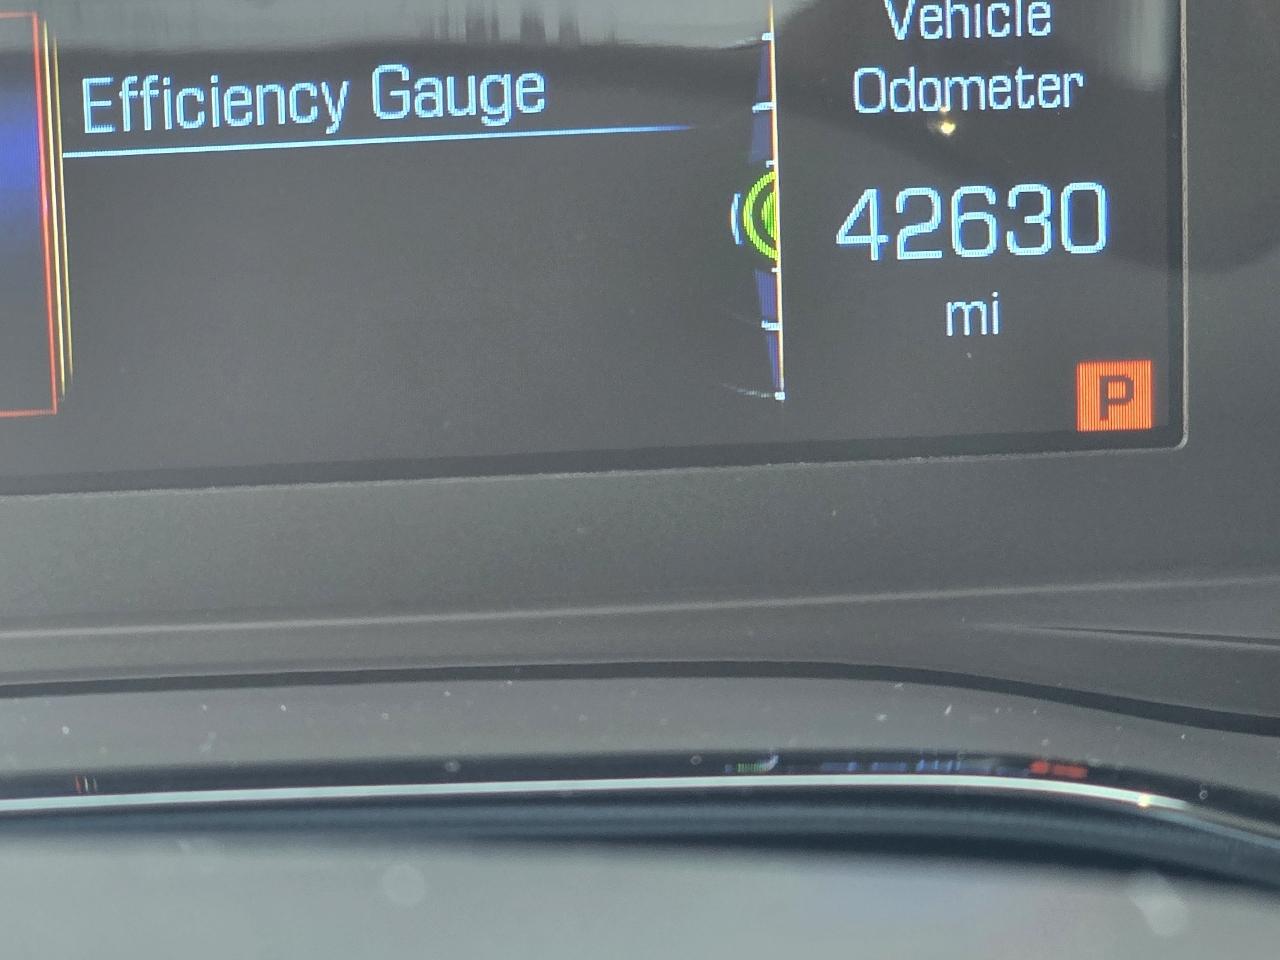 Efficiency Gauge
Vehicle
Odometer
42630
mi
P